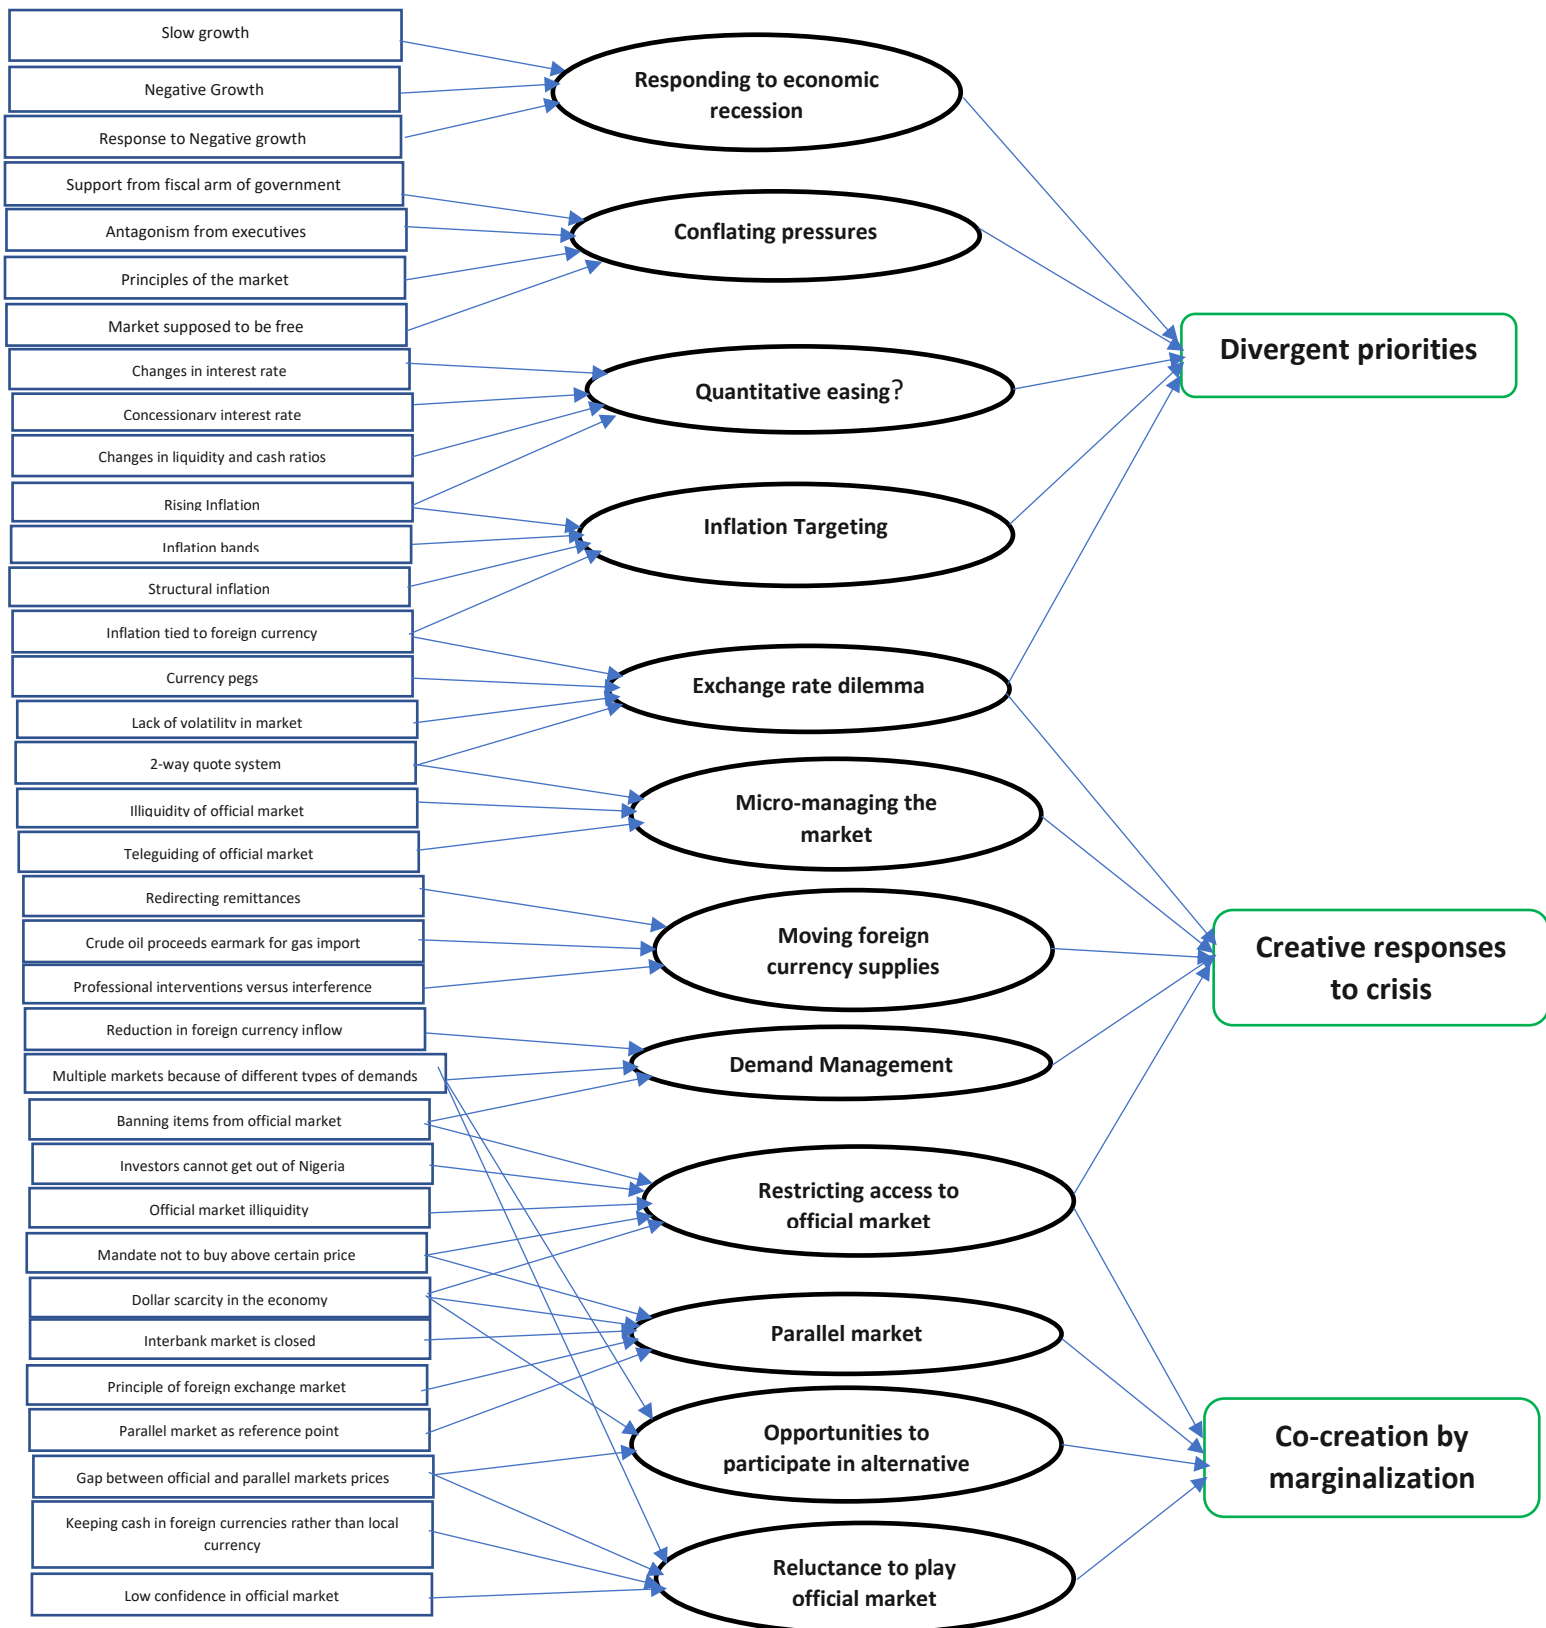 Slow growth
Negative Growth
Response to Negative growth
Support from fiscal arm of government
Antagonism from executives
Principles of the market
Market supposed to be free
Changes in interest rate
Concessionary interest rate
Changes in liquidity and cash ratios
Rising Inflation
Inflation bands
Structural inflation
Inflation tied to foreign currency
Currency pegs
Lack of volatility in market
2-way quote system
Illiquidity of official market
Teleguiding of official market
Redirecting remittances
Crude oil proceeds earmark for gas import
Professional interventions versus interference
Reduction in foreign currency inflow
Multiple markets because of different types of demands
Banning items from official market
Investors cannot get out of Nigeria
Official market illiquidity
Mandate not to buy above certain price
Dollar scarcity in the economy
Interbank market is closed
Principle of foreign exchange market
Parallel market as reference point
Gap between official and parallel markets prices
Keeping cash in foreign currencies rather than local
currency
Low confidence in official market
Responding to economic
recession
Conflating pressures
Quantitative easing?
Inflation Targeting
Exchange rate dilemma
Micro-managing the
market
Moving foreign
currency supplies
Demand Management
Restricting access to
official market
Parallel market
Opportunities to
participate in alternative
Reluctance to play
official market
Divergent priorities
Creative responses
to crisis
Co-creation by
marginalization